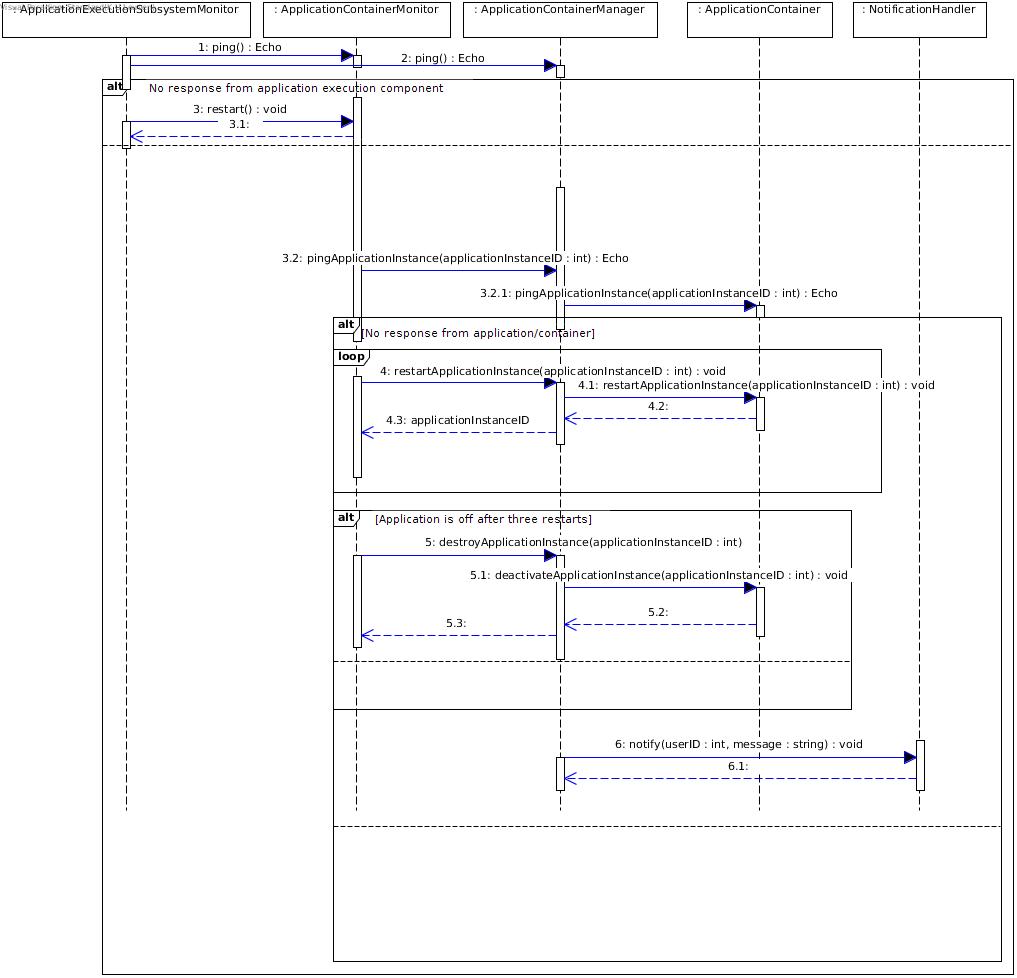 : ApplicationExecutionSubsystemMonitor
: ApplicationContainerMonitor
: ApplicationContainerManager
: ApplicationContainer
: NotificationHandler
1: ping() : Echo
2: ping() : Echo
alt
No response from application execution component
3: restart() : void
3.1:
3.2: pingApplicationInstance(applicationInstanceID : int) : Echo
3.2.1: pingApplicationInstance(applicationInstanceID : int) : Echo
alt
[No response from application/container]
loop
4: restartApplicationInstance(applicationInstanceID : int) : void
4.1: restartApplicationInstance(applicationInstanceID : int) : void
4.2:
4.3: applicationInstanceID
alt
[Application is off after three restarts]
5: destroyApplicationInstance(applicationInstanceID : int)
5.1: deactivateApplicationInstance(applicationInstanceID : int) : void
5.2:
5.3:
6: notify(userID : int, message : string) : void
6.1: